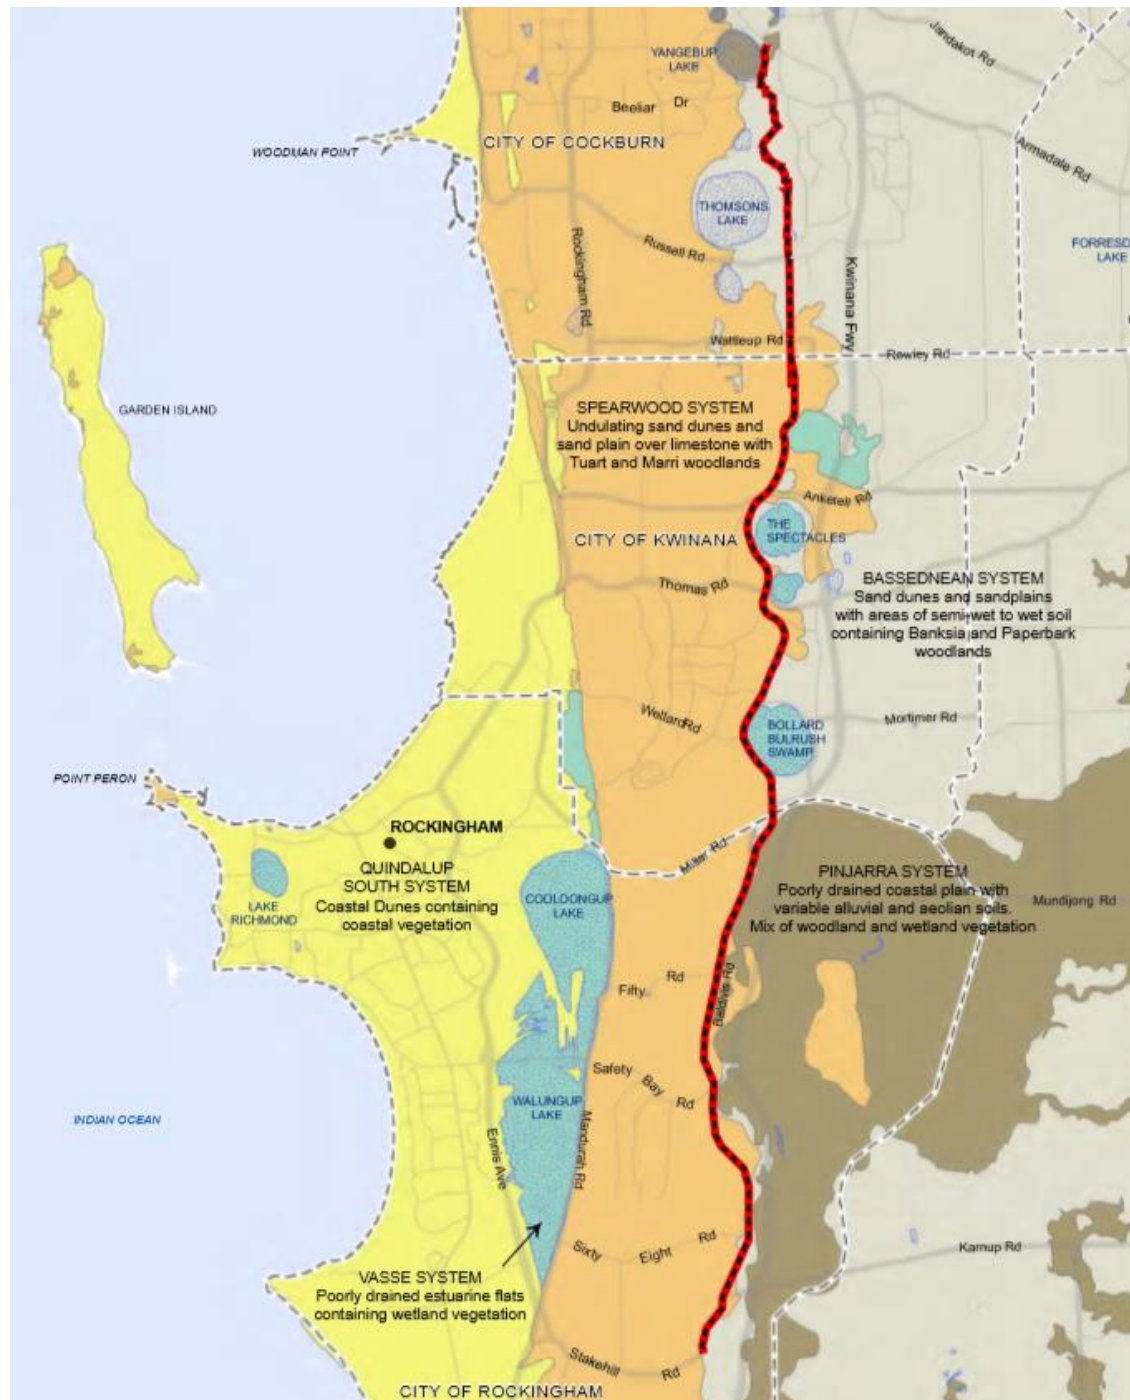 YANGEBUP
LAKE
Jandakot Rd
Beeliar Dr
CITY OF COCKBURN
WOODMAN POINT
Armadale Rd
THOMSONS
LAKE
Russell Rd
Rockingham Rd
Kwinana Fwy
FORRESD
LAKE
Wattleup Rd
Rowley Rd
GARDEN ISLAND
SPEARWOOD SYSTEM
Undulating sand dunes and
sand plain over limestone with
Tuart and Marri woodlands
Anketell Rd
THE
SPECTACLES
CITY OF KWINANA
Thomas Rd
BASSEDNEAN SYSTEM
Sand dunes and sandplains
with areas of semi-wet to wet soil
containing Banksia and Paperbark
woodlands
Wellard Rd
Mortimer Rd
BOLLARD
BULRUSH
SWAMP
POINT PERON
ROCKINGHAM
Millar Rd
QUINDALUP
SOUTH SYSTEM
Coastal Dunes containing
coastal vegetation
LAKE
RICHMOND
COOLOONGUP
LAKE
PINJARRA SYSTEM
Poorly drained coastal plain with
variable alluvial and aeolian soils.
Mix of woodland and wetland vegetation
Mundijong Rd
Fifty Rd
Baldivis Rd
Safety Bay Rd
WALUNGUP
LAKE
INDIAN OCEAN
Ennis Ave
Mandurah Rd
Sixty Eight Rd
Karnup Rd
VASSE SYSTEM
Poorly drained estuarine flats
containing wetland vegetation
Stakehill Rd
CITY OF ROCKINGHAM